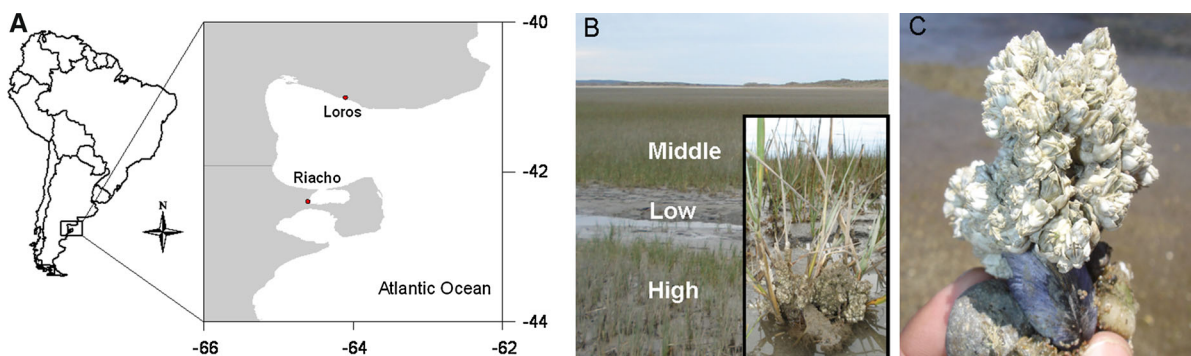 A
N
Loros
Riacho
Atlantic Ocean
-40
-42
-44
-66
-64
-62
B
Middle
Low
High
C